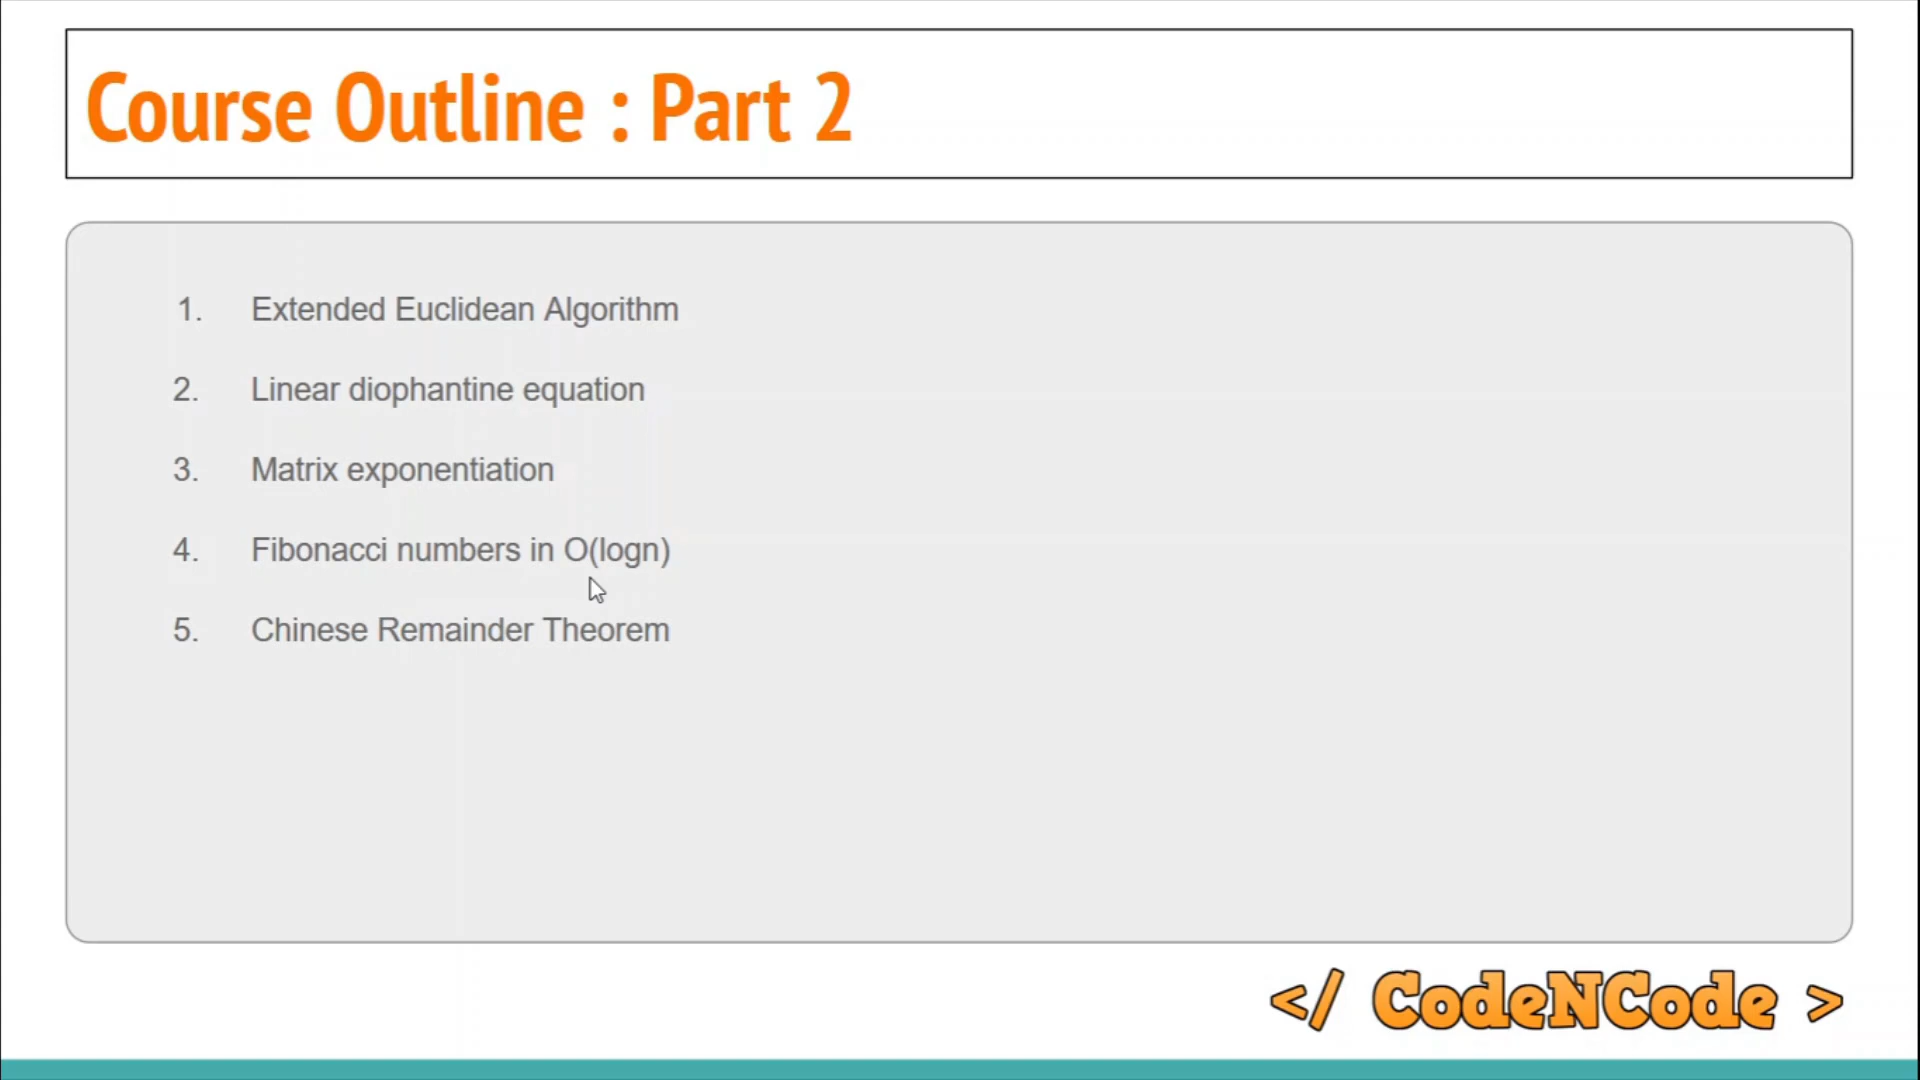 Course Outline : Part 2
1. Extended Euclidean Algorithm
2. Linear diophantine equation
3. Matrix exponentiation
4. Fibonacci numbers in O(logn)
5. Chinese Remainder Theorem
</ CodeNCode >